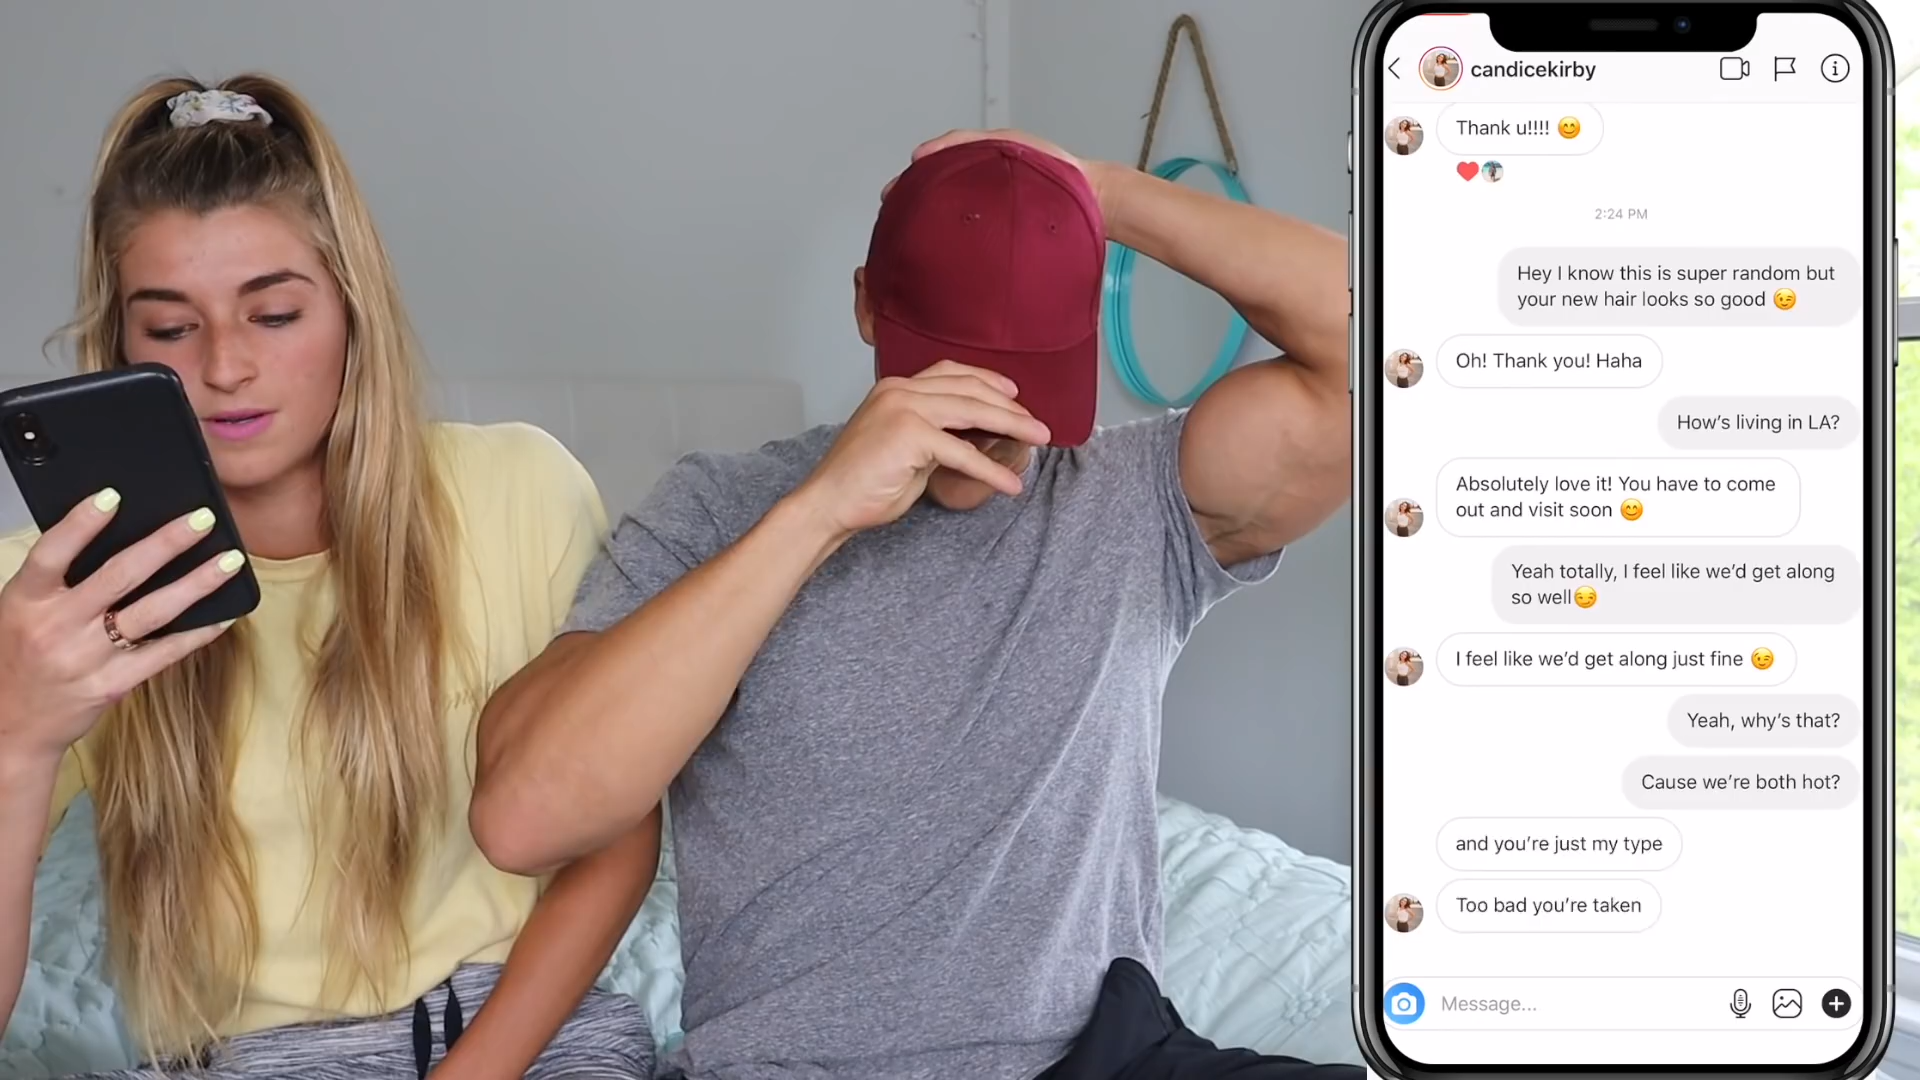 candicekirby
Thank u!!!! 😊
2:24 PM
Hey I know this is super random but
your new hair looks so good 😉
Oh! Thank you! Haha
How’s living in LA?
Absolutely love it! You have to come
out and visit soon 😊
Yeah totally, I feel like we’d get along
so well😏
I feel like we’d get along just fine 😉
Yeah, why’s that?
Cause we’re both hot?
and you’re just my type
Too bad you’re taken
Message...